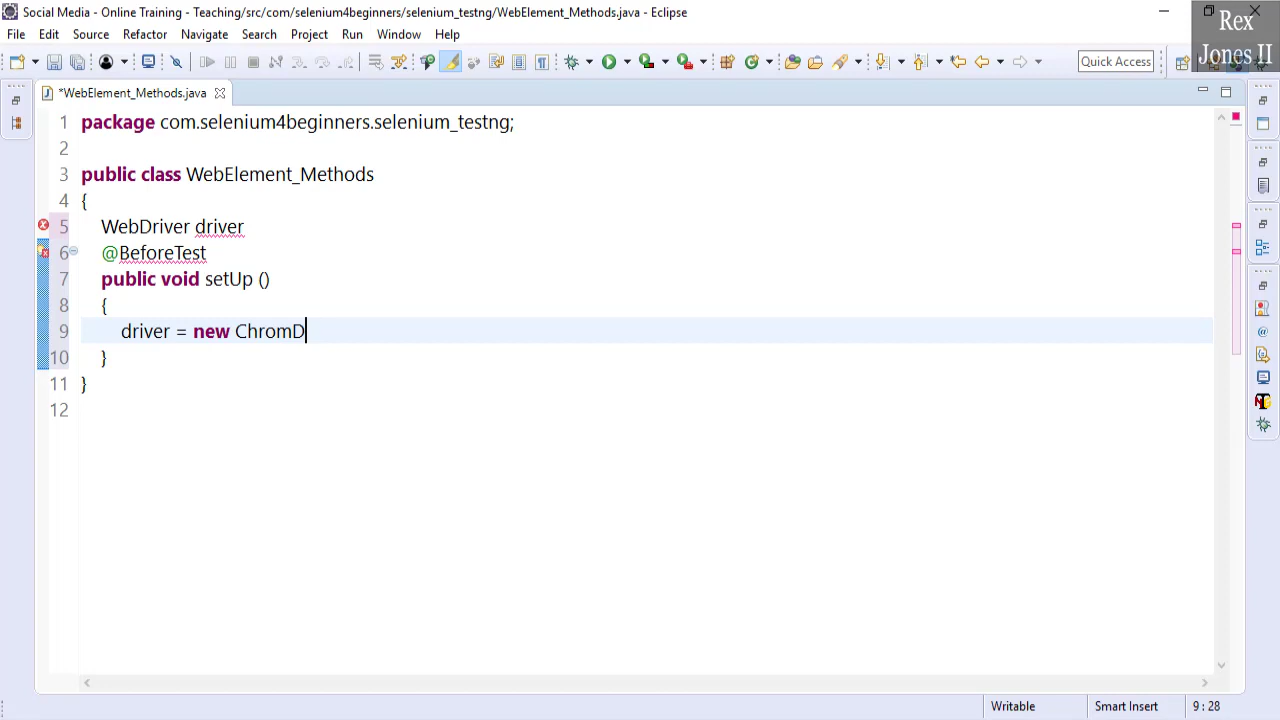 Social Media - Online Training - Teaching/src/com/selenium4beginners/selenium_testng/WebElement_Methods.java - Eclipse
Rex
Jones II
File Edit Source Refactor Navigate Search Project Run Window Help
Quick Access
*WebElement_Methods.java
1 package com.selenium4beginners.selenium_testng;
2
3 public class WebElement_Methods
4 {
5 WebDriver driver
6 @BeforeTest
7 public void setUp ()
8 {
9 driver = new ChromD
10 }
11 }
12
Writable Smart Insert 9 : 28